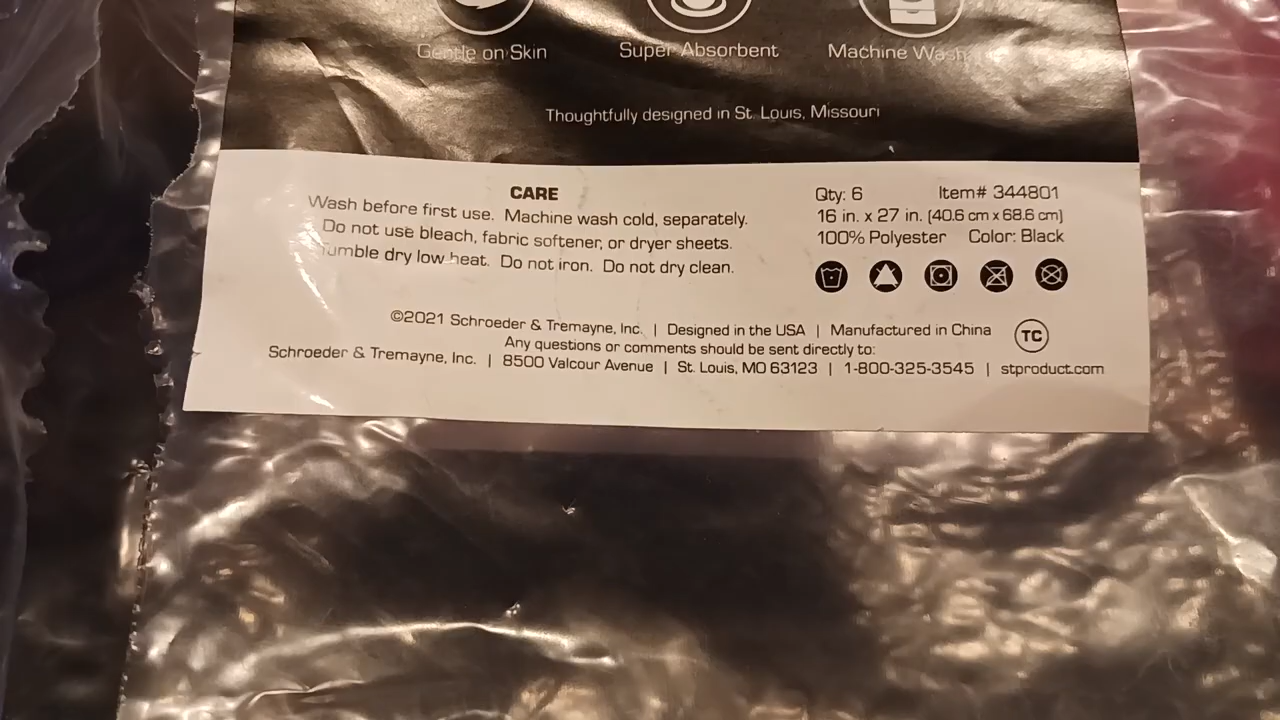 Gentle on Skin
Super Absorbent
Machine Wash
Thoughtfully designed in St. Louis, Missouri
CARE
Wash before first use. Machine wash cold, separately.
Do not use bleach, fabric softener, or dryer sheets.
Tumble dry low heat. Do not iron. Do not dry clean.
Qty: 6 Item# 344801
16 in. x 27 in. (40.6 cm x 68.6 cm)
100% Polyester Color: Black
©2021 Schroeder & Tremayne, Inc. | Designed in the USA | Manufactured in China
TC
Any questions or comments should be sent directly to:
Schroeder & Tremayne, Inc. | 8500 Valcour Avenue | St. Louis, MO 63123 | 1-800-325-3545 | stproduct.com